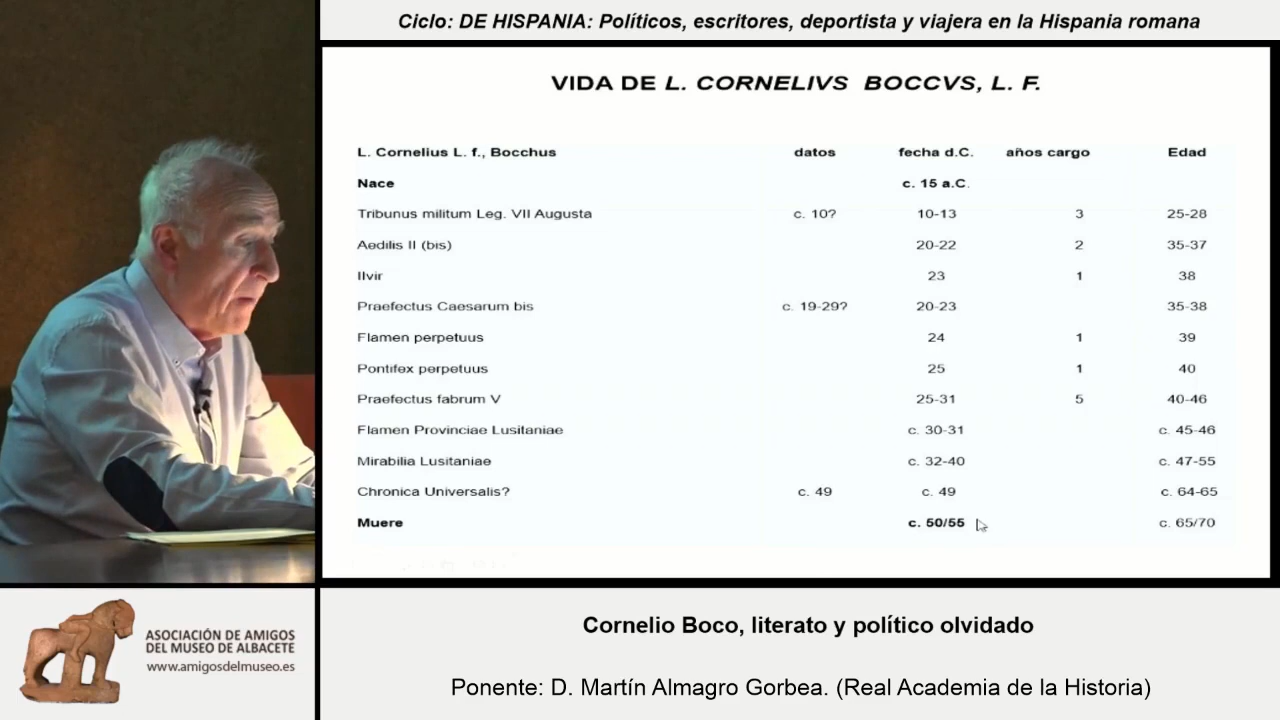 Ciclo: DE HISPANIA: Políticos, escritores, deportista y viajera en la Hispania romana
VIDA DE L. CORNELIVS BOCCVS, L. F.
L. Cornelius L. f., Bocchus datos fecha d.C. años cargo Edad
Nace c. 15 a.C.
Tribunus militum Leg. VII Augusta c. 10? 10-13 3 25-28
Aedilis II (bis) 20-22 2 35-37
IIvir 23 1 38
Praefectus Caesarum bis c. 19-29? 20-23 35-38
Flamen perpetuus 24 1 39
Pontifex perpetuus 25 1 40
Praefectus fabrum V 25-31 5 40-46
Flamen Provinciae Lusitaniae c. 30-31 c. 45-46
Mirabilia Lusitaniae c. 32-40 c. 47-55
Chronica Universalis? c. 49 c. 49 c. 64-65
Muere c. 50/55 c. 65/70
ASOCIACIÓN DE AMIGOS
DEL MUSEO DE ALBACETE
www.amigosdelmuseo.es
Cornelio Boco, literato y político olvidado
Ponente: D. Martín Almagro Gorbea. (Real Academia de la Historia)